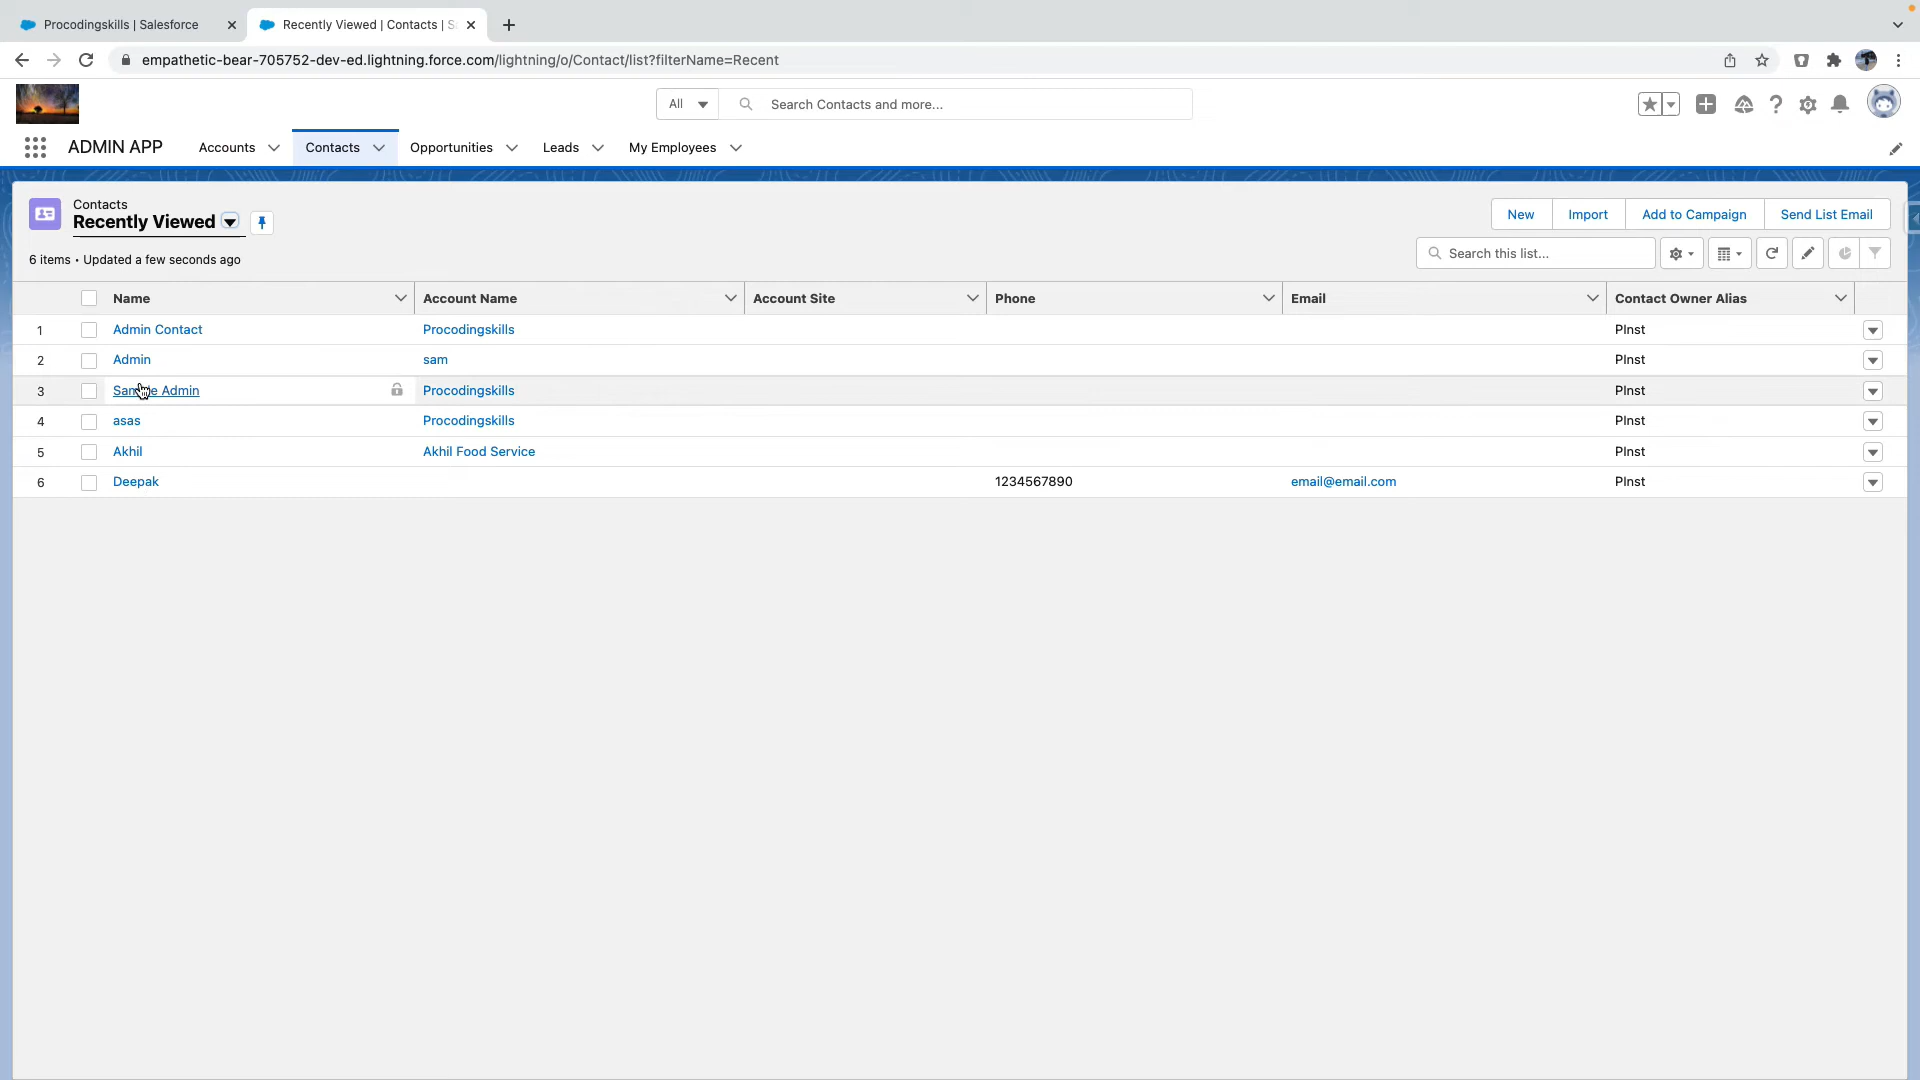 Procodingskills | Salesforce
Recently Viewed | Contacts | S
empathetic-bear-705752-dev-ed.lightning.force.com/lightning/o/Contact/list?filterName=Recent
All
Search Contacts and more...
ADMIN APP
Accounts
Contacts
Opportunities
Leads
My Employees
Contacts
Recently Viewed
New
Import
Add to Campaign
Send List Email
6 items • Updated a few seconds ago
Search this list...
Name
Account Name
Account Site
Phone
Email
Contact Owner Alias
1 Admin Contact Procodingskills PInst
2 Admin sam PInst
3 Admin Procodingskills PInst
4 asas Procodingskills PInst
5 Akhil Akhil Food Service PInst
6 Deepak 1234567890 email@email.com PInst